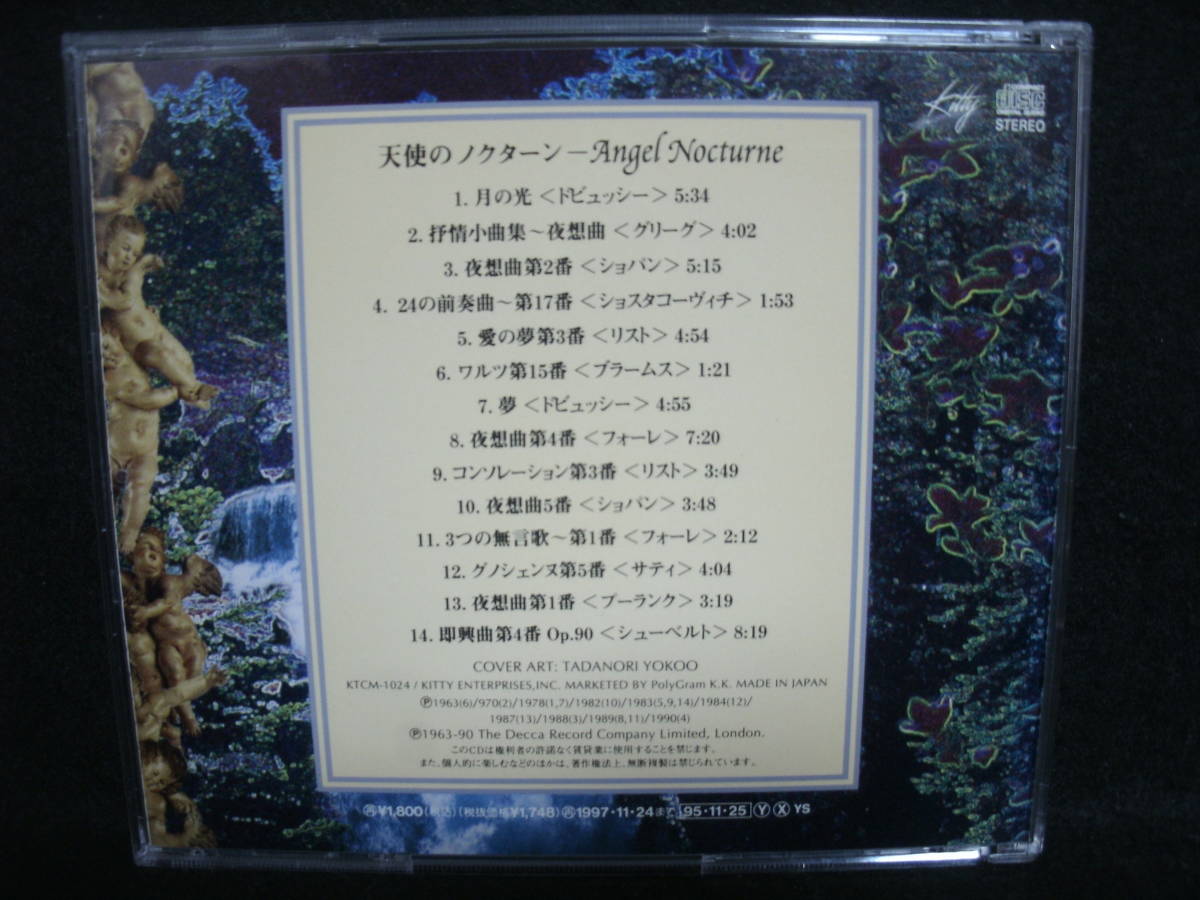 Kitty
DISC
DIGITAL AUDIO
STEREO
天使のノクターン－Angel Nocturne
1. 月の光＜ドビュッシー＞5:34
2. 抒情小曲集～夜想曲＜グリーグ＞4:02
3. 夜想曲第2番＜ショパン＞5:15
4. 24の前奏曲～第17番＜ショスタコーヴィチ＞1:53
5. 愛の夢第3番＜リスト＞4:54
6. ワルツ第15番＜ブラームス＞1:21
7. 夢＜ドビュッシー＞4:55
8. 夜想曲第4番＜フォーレ＞7:20
9. コンソレーション第3番＜リスト＞3:49
10. 夜想曲5番＜ショパン＞3:48
11. 3つの無言歌～第1番＜フォーレ＞2:12
12. グノシェンヌ第5番＜サティ＞4:04
13. 夜想曲第1番＜プーランク＞3:19
14. 即興曲第4番 Op.90＜シューベルト＞8:19
COVER ART: TADANORI YOKOO
KTCM-1024 / KITTY ENTERPRISES,INC. MARKETED BY PolyGram K.K. MADE IN JAPAN
Ⓟ1963(6)/970(2)/1978(1,7)/1982(10)/1983(5,9,14)/1984(12)/
1987(13)/1988(3)/1989(8,11)/1990(4)
Ⓟ1963-90 The Decca Record Company Limited, London.
このCDは権利者の許諾なく賃貸業に使用することを禁じます。
また、個人的に楽しむなどのほかは、著作権法上、無断複製は禁じられています。
㋳¥1,800(税込)(税抜価格¥1,748)㋳1997・11・24まで 95・11・25 Ⓨ Ⓧ YS